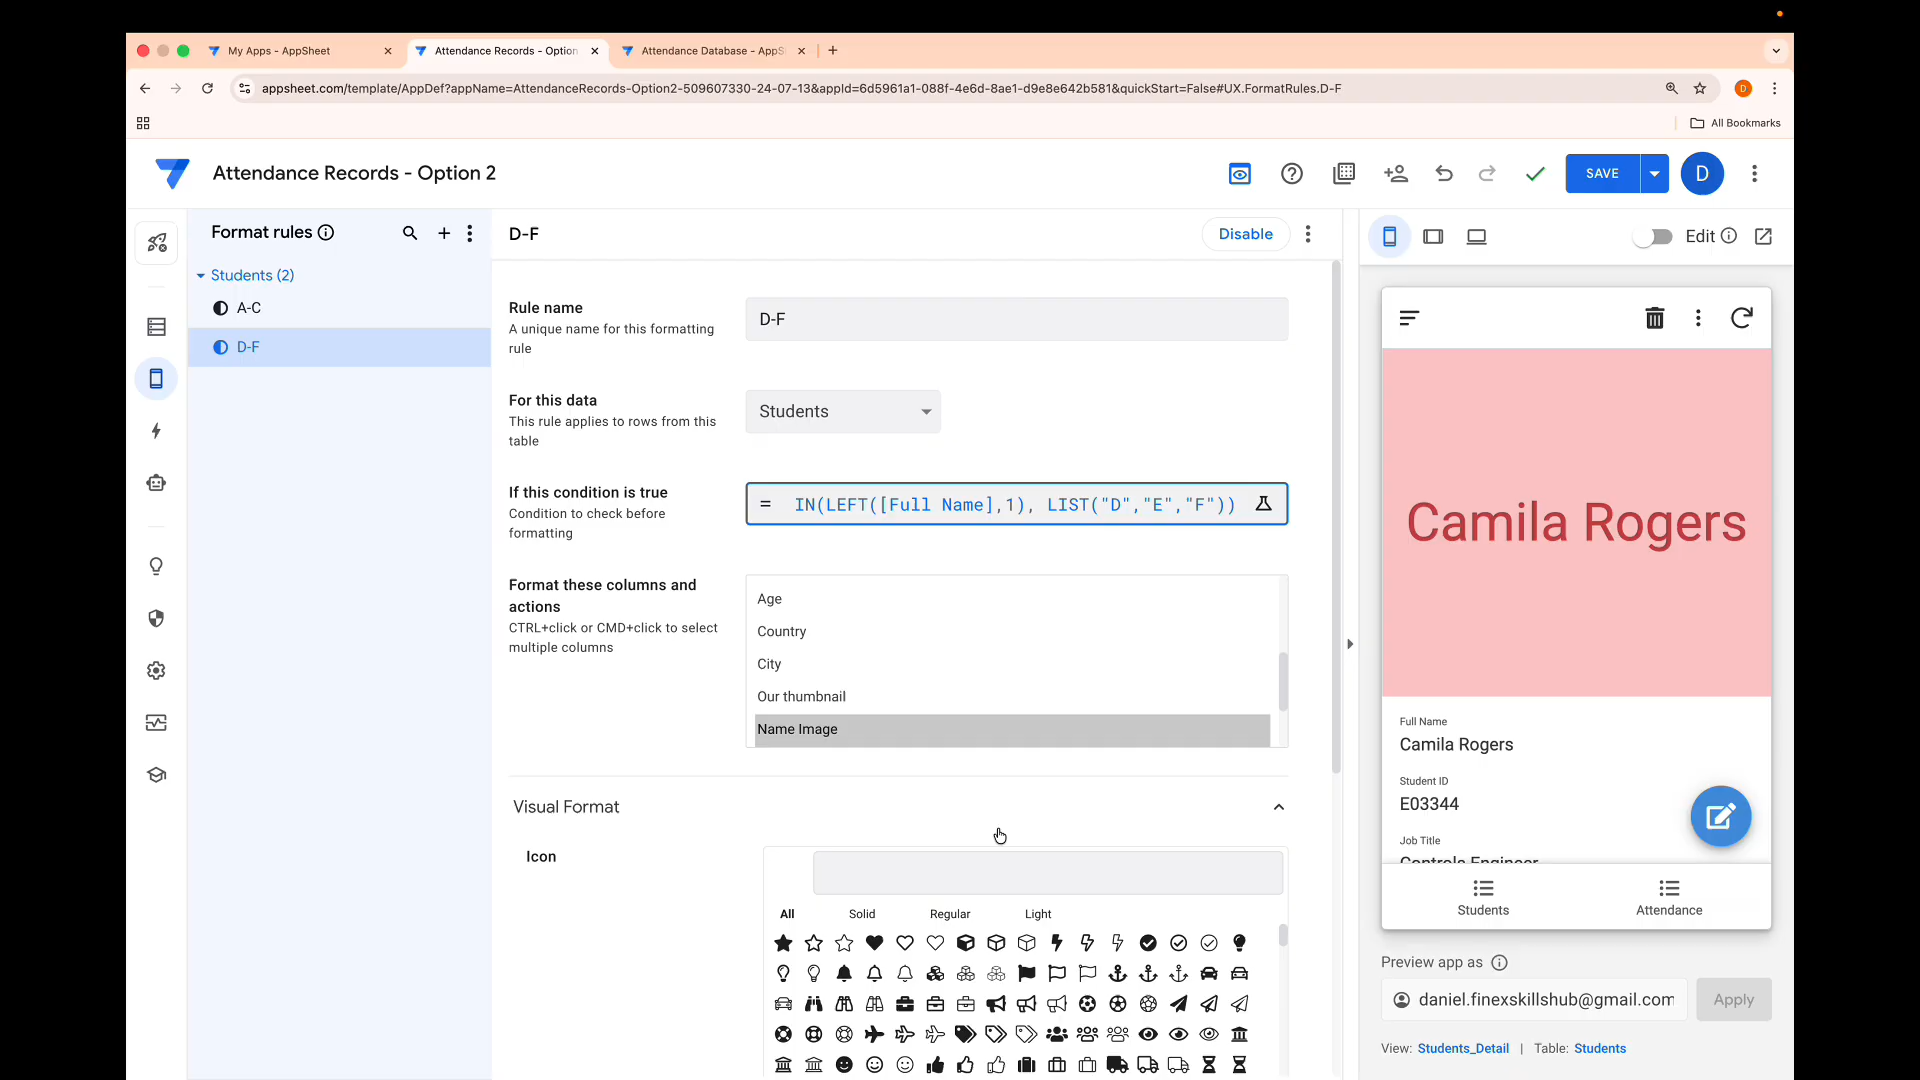 My Apps - AppSheet
Attendance Records - Option
Attendance Database - AppS
appsheet.com/template/AppDef?appName=AttendanceRecords-Option2-509607330-24-07-13&appId=6d5961a1-088f-4e6d-8ae1-d9e8e642b581&quickStart=False#UX.FormatRules.D-F
D
All Bookmarks
Attendance Records - Option 2
SAVE
D
Format rules
Students (2)
A-C
D-F
D-F
Disable
Rule name
A unique name for this formatting
rule
D-F
For this data
This rule applies to rows from this
table
Students
If this condition is true
Condition to check before
formatting
= IN(LEFT([Full Name],1), LIST("D","E","F"))
Format these columns and
actions
CTRL+click or CMD+click to select
multiple columns
Age
Country
City
Our thumbnail
Name Image
Visual Format
Icon
All
Solid
Regular
Light
Edit
Camila Rogers
Full Name
Camila Rogers
Student ID
E03344
Job Title
Controls Engineer
Students
Attendance
Preview app as
daniel.finexskillshub@gmail.com
Apply
View: Students_Detail | Table: Students